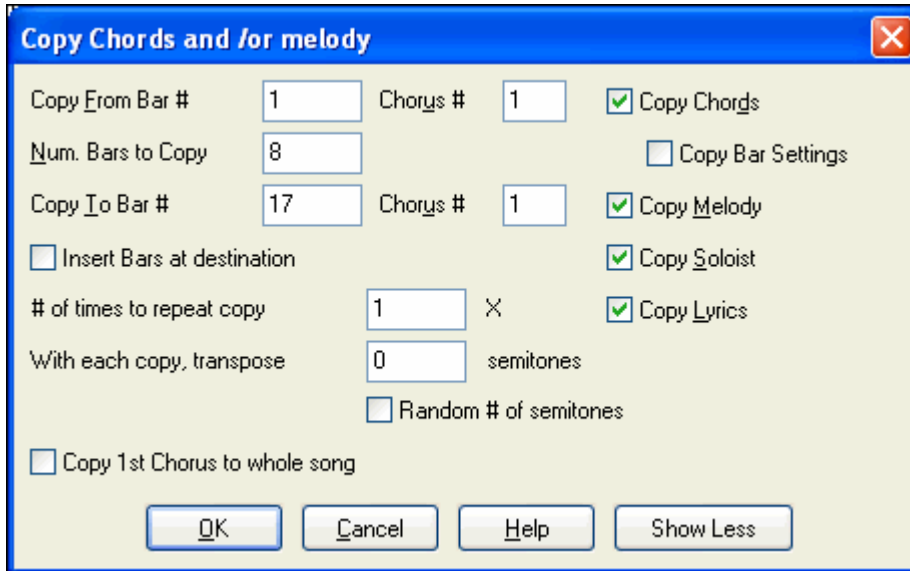 Copy Chords and /or melody
Copy From Bar # 1 Chorus # 1 Copy Chords
Num. Bars to Copy 8 Copy Bar Settings
Copy To Bar # 17 Chorus # 1 Copy Melody
Insert Bars at destination Copy Soloist
# of times to repeat copy 1 X Copy Lyrics
With each copy, transpose 0 semitones
Random # of semitones
Copy 1st Chorus to whole song
OK Cancel Help Show Less